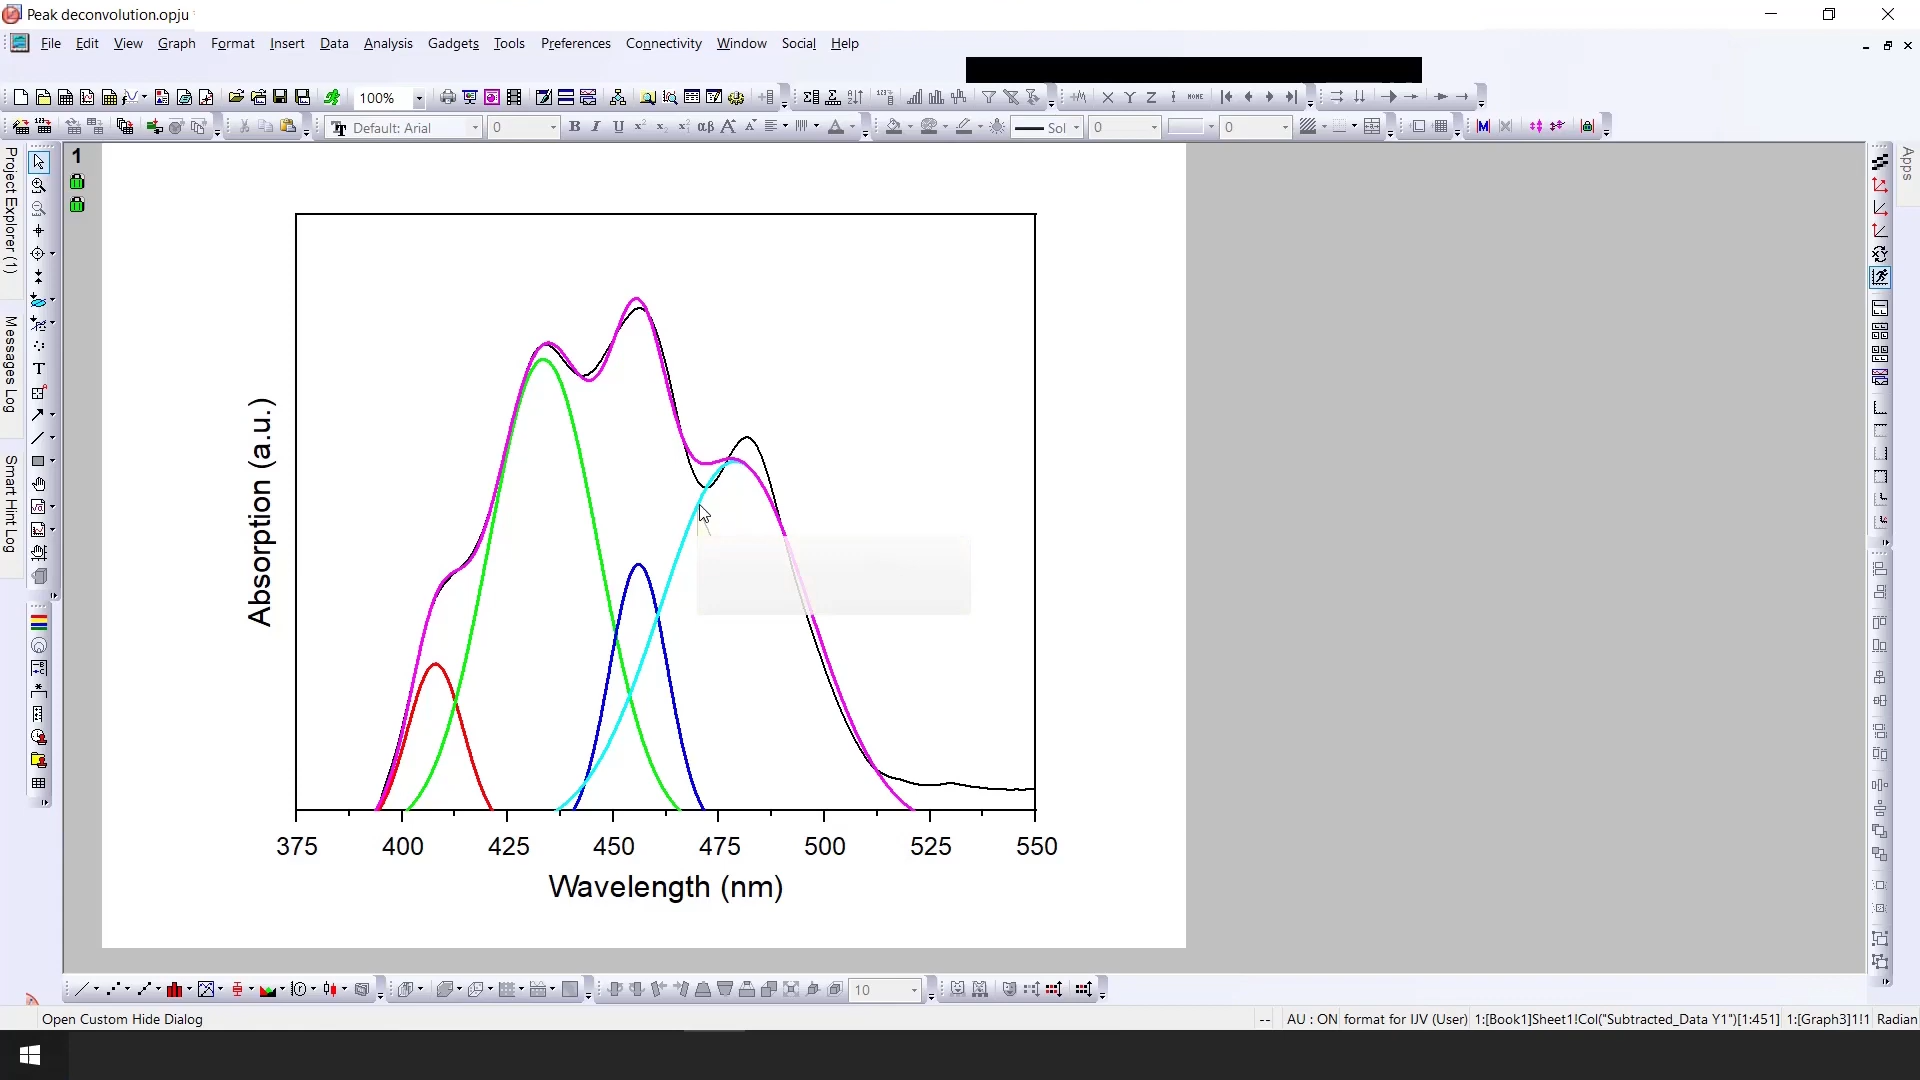 Peak deconvolution.opju
File Edit View Graph Format Insert Data Analysis Gadgets Tools Preferences Connectivity Window Social Help
100%
Default: Arial 0 B I U Sol 0 0
Project Explorer (1)
Messages Log
Smart Hint Log
Apps
1
Absorption (a.u.)
375 400 425 450 475 500 525 550
Wavelength (nm)
10
Open Custom Hide Dialog
-- AU : ON format for IJV (User) 1:[Book1]Sheet1!Col("Subtracted_Data Y1")[1:451] 1:[Graph3]1!1 Radian